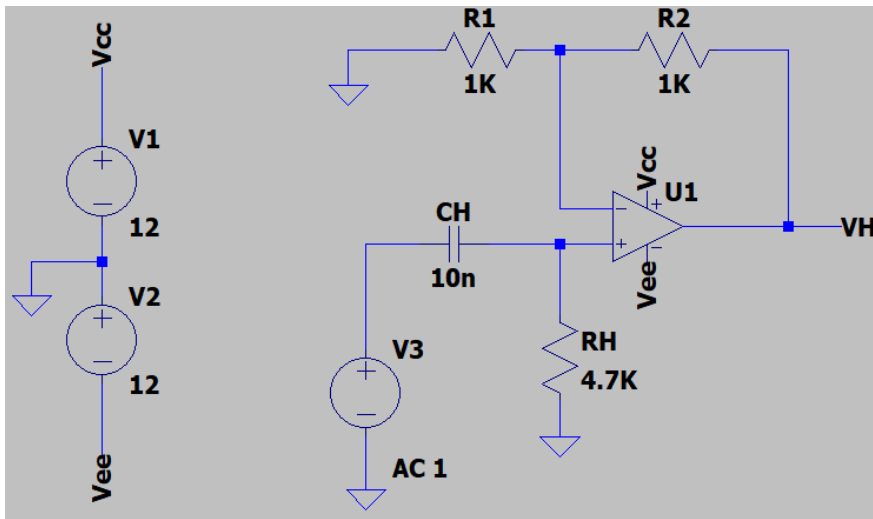 Vcc
V1
+
−
12
V2
+
−
12
Vee
R1
1K
R2
1K
Vcc
U1
+
−
+
−
Vee
VH
CH
10n
V3
+
−
AC 1
RH
4.7K